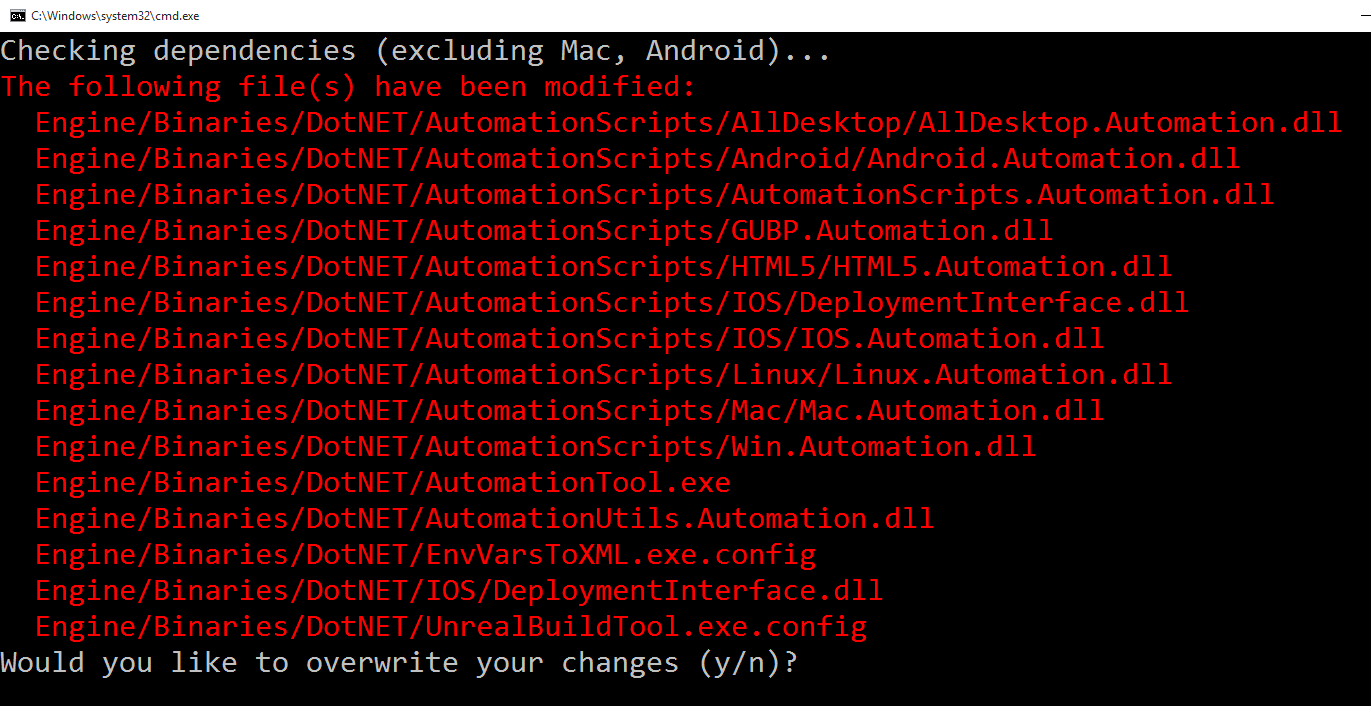 C:\Windows\system32\cmd.exe
Checking dependencies (excluding Mac, Android)...
The following file(s) have been modified:
Engine/Binaries/DotNET/AutomationScripts/AllDesktop/AllDesktop.Automation.dll
Engine/Binaries/DotNET/AutomationScripts/Android/Android.Automation.dll
Engine/Binaries/DotNET/AutomationScripts/AutomationScripts.Automation.dll
Engine/Binaries/DotNET/AutomationScripts/GUBP.Automation.dll
Engine/Binaries/DotNET/AutomationScripts/HTML5/HTML5.Automation.dll
Engine/Binaries/DotNET/AutomationScripts/IOS/DeploymentInterface.dll
Engine/Binaries/DotNET/AutomationScripts/IOS/IOS.Automation.dll
Engine/Binaries/DotNET/AutomationScripts/Linux/Linux.Automation.dll
Engine/Binaries/DotNET/AutomationScripts/Mac/Mac.Automation.dll
Engine/Binaries/DotNET/AutomationScripts/Win.Automation.dll
Engine/Binaries/DotNET/AutomationTool.exe
Engine/Binaries/DotNET/AutomationUtils.Automation.dll
Engine/Binaries/DotNET/EnvVarsToXML.exe.config
Engine/Binaries/DotNET/IOS/DeploymentInterface.dll
Engine/Binaries/DotNET/UnrealBuildTool.exe.config
Would you like to overwrite your changes (y/n)?